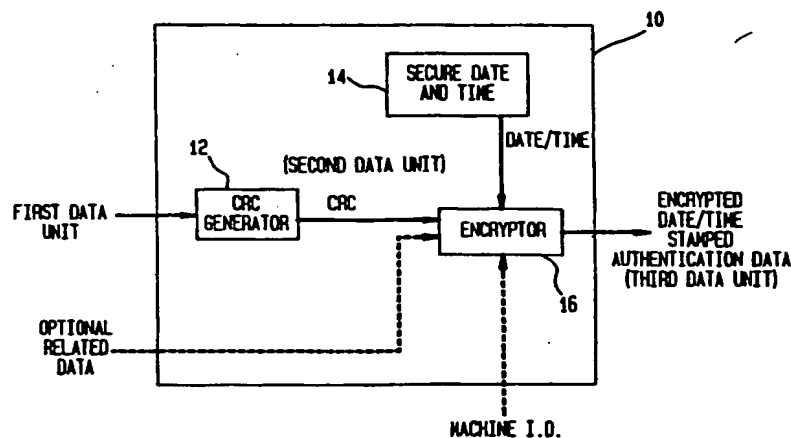 10
14
SECURE DATE
AND TIME
DATE/TIME
12
(SECOND DATA UNIT)
CRC
GENERATOR
CRC
FIRST DATA
UNIT
ENCRYPTOR
ENCRYPTED
DATE/TIME
STAMPED
AUTHENTICATION DATA
(THIRD DATA UNIT)
16
OPTIONAL
RELATED
DATA
MACHINE I.D.